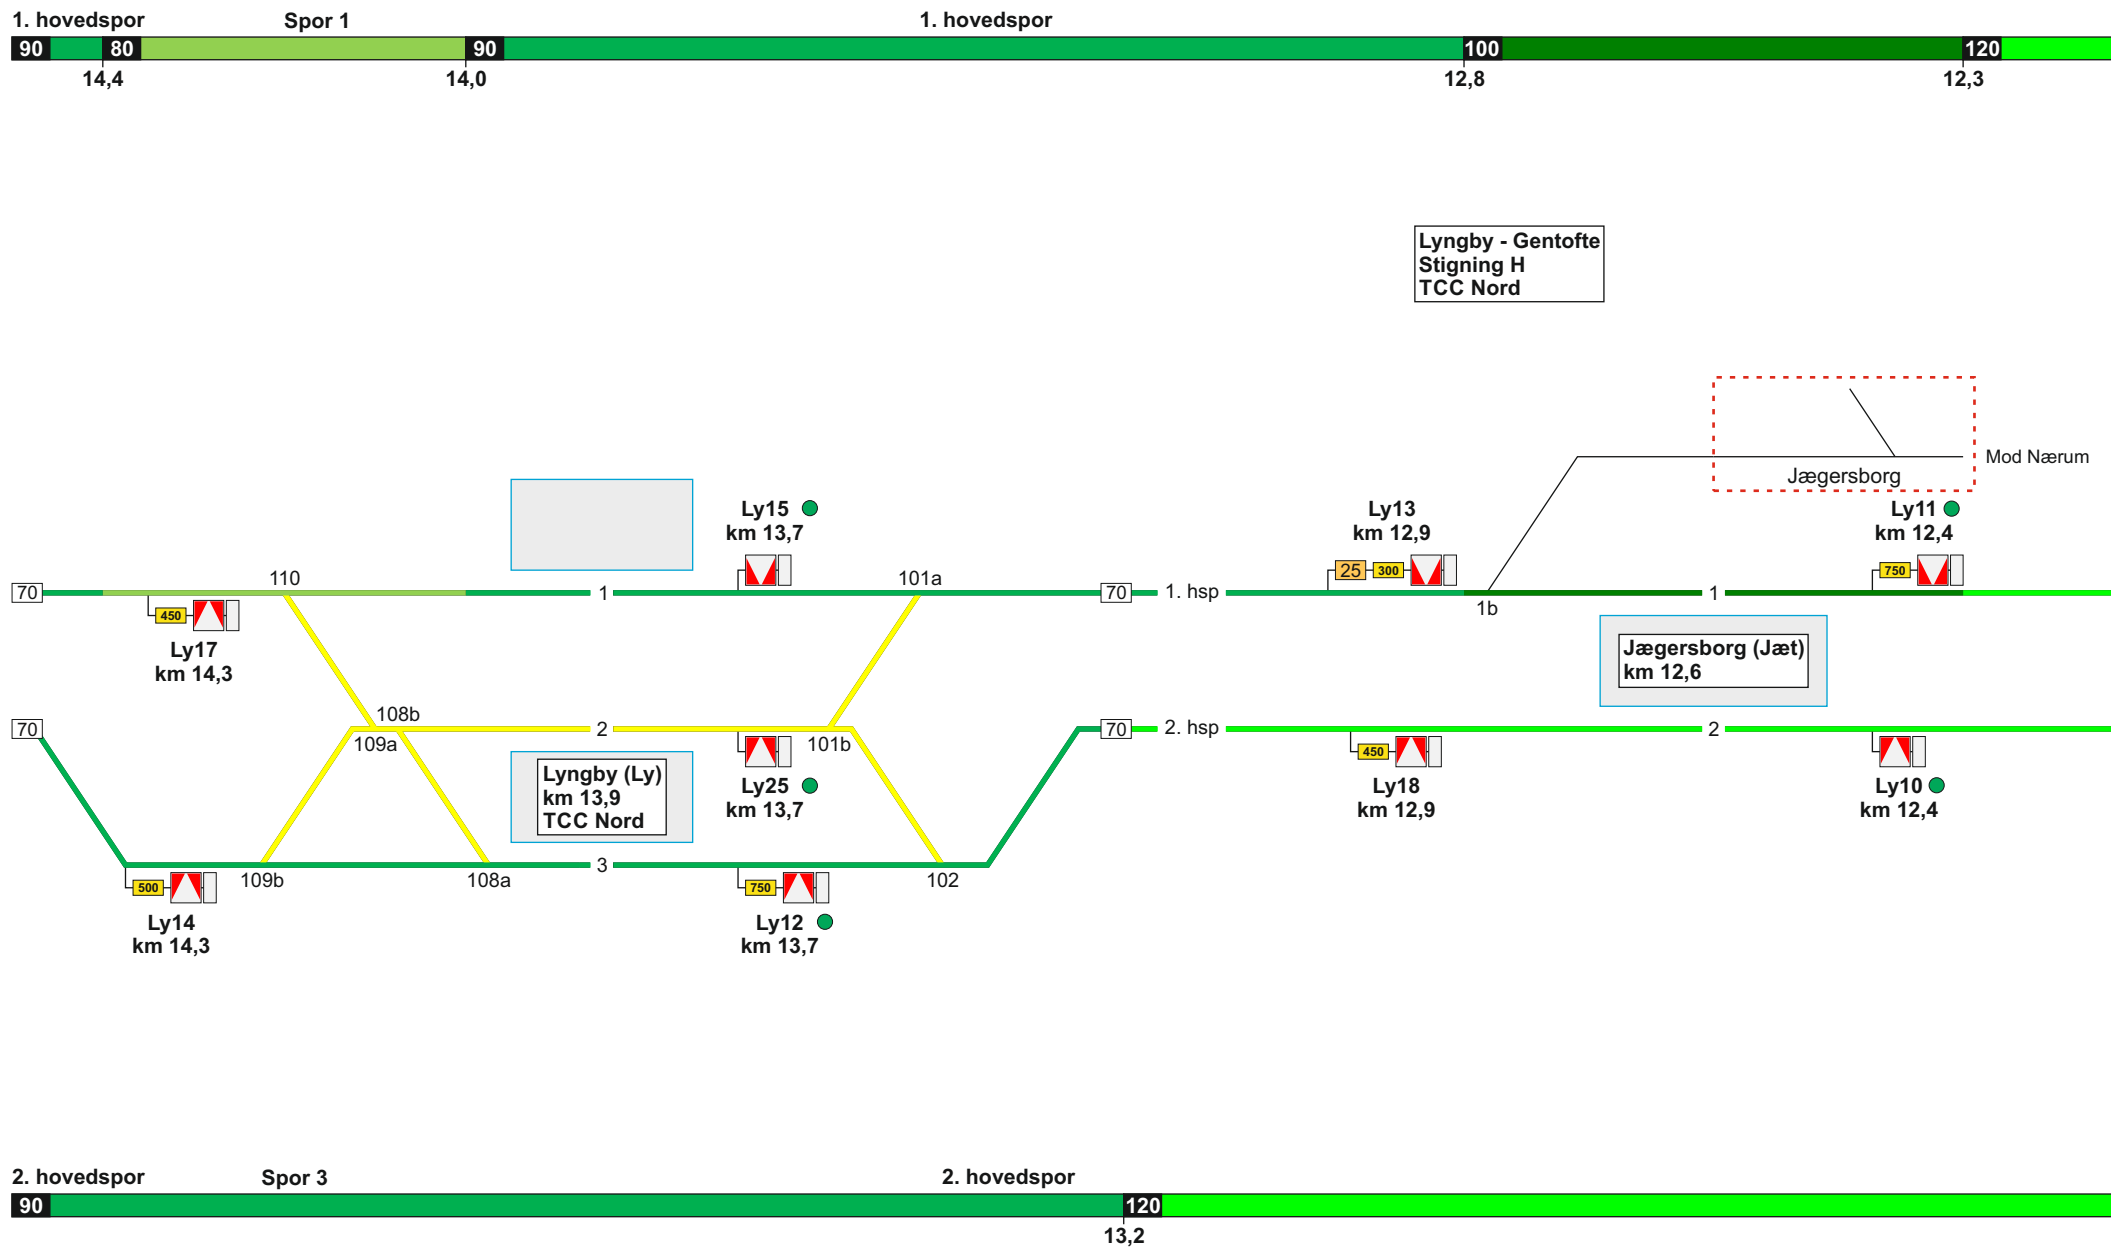 1. hovedspor Spor 1 1. hovedspor
90 80 90 100 120
14,4 14,0 12,8 12,3
Lyngby - Gentofte
Stigning H
TCC Nord
Mod Nærum
Jægersborg
Ly15
km 13,7
Ly13
km 12,9
Ly11
km 12,4
25 300
750
110
101a
70
1
70
1. hsp
1
1b
450
Ly17
km 14,3
Jægersborg (Jæt)
km 12,6
70
108b
109a
2
101b
70
2. hsp
2
Lyngby (Ly)
km 13,9
TCC Nord
Ly25
km 13,7
450
Ly18
km 12,9
Ly10
km 12,4
3
109b
108a
102
500
Ly14
km 14,3
750
Ly12
km 13,7
2. hovedspor Spor 3 2. hovedspor
90 120
13,2